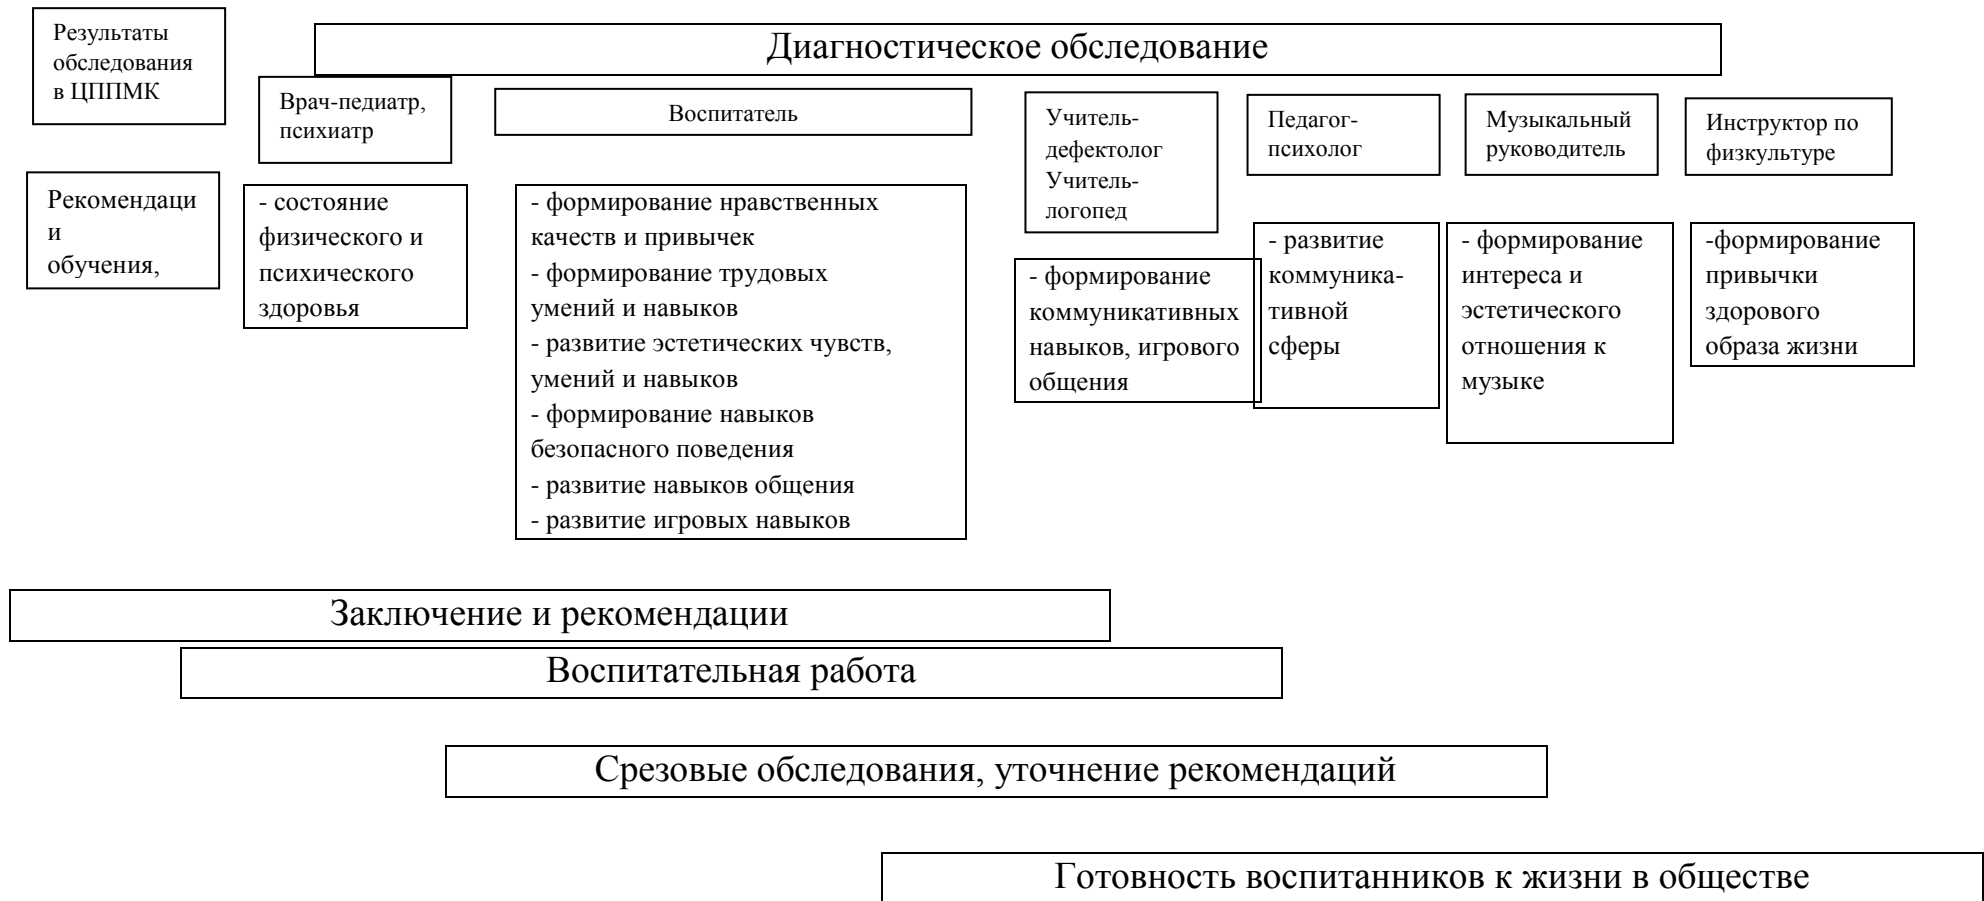 Результаты
обследования
в ЦППМК
Диагностическое обследование
Врач-педиатр,
психиатр
Воспитатель
Учитель-
дефектолог
Учитель-
логопед
Педагог-
психолог
Музыкальный
руководитель
Инструктор по
физкультуре
Рекомендаци
и
обучения,
- состояние
физического и
психического
здоровья
- формирование нравственных
качеств и привычек
- формирование трудовых
умений и навыков
- развитие эстетических чувств,
умений и навыков
- формирование навыков
безопасного поведения
- развитие навыков общения
- развитие игровых навыков
- формирование
коммуникативных
навыков, игрового
общения
- развитие
коммуника-
тивной
сферы
- формирование
интереса и
эстетического
отношения к
музыке
-формирование
привычки
здорового
образа жизни
Заключение и рекомендации
Воспитательная работа
Срезовые обследования, уточнение рекомендаций
Готовность воспитанников к жизни в обществе